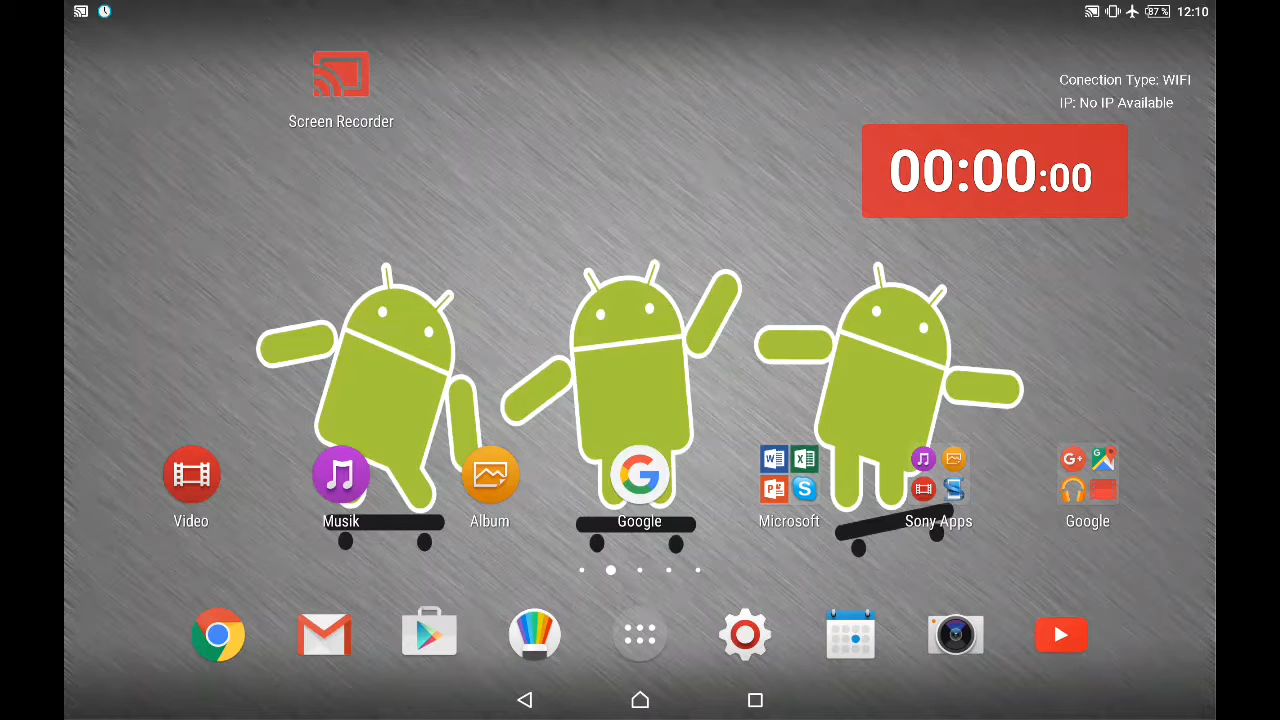 87 %
12:10
Conection Type: WIFI
IP: No IP Available
Screen Recorder
00:00:00
Video
Musik
Album
Google
Microsoft
Sony Apps
Google